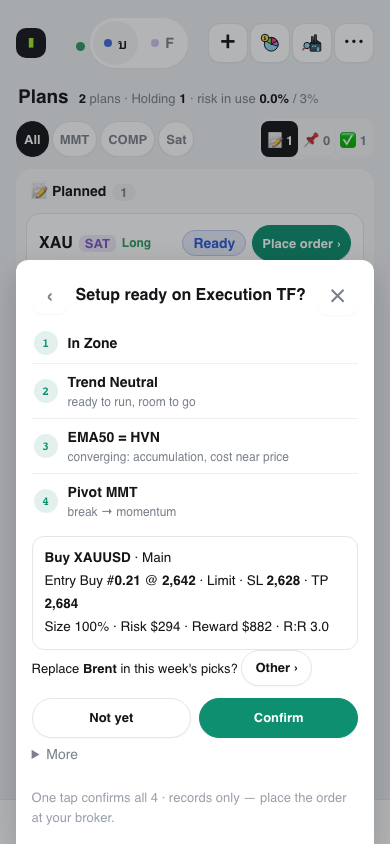 บ F
Plans 2 plans · Holding 1 · risk in use 0.0% / 3%
All MMT COMP Sat 1 0 1
Planned 1
XAU SAT Long Ready Place order ›
‹ Setup ready on Execution TF? ×
1 In Zone
2 Trend Neutral
ready to run, room to go
3 EMA50 = HVN
converging: accumulation, cost near price
4 Pivot MMT
break → momentum
Buy XAUUSD · Main
Entry Buy #0.21 @ 2,642 · Limit · SL 2,628 · TP
2,684
Size 100% · Risk $294 · Reward $882 · R:R 3.0
Replace Brent in this week's picks? Other ›
Not yet Confirm
▶ More
One tap confirms all 4 · records only — place the order
at your broker.